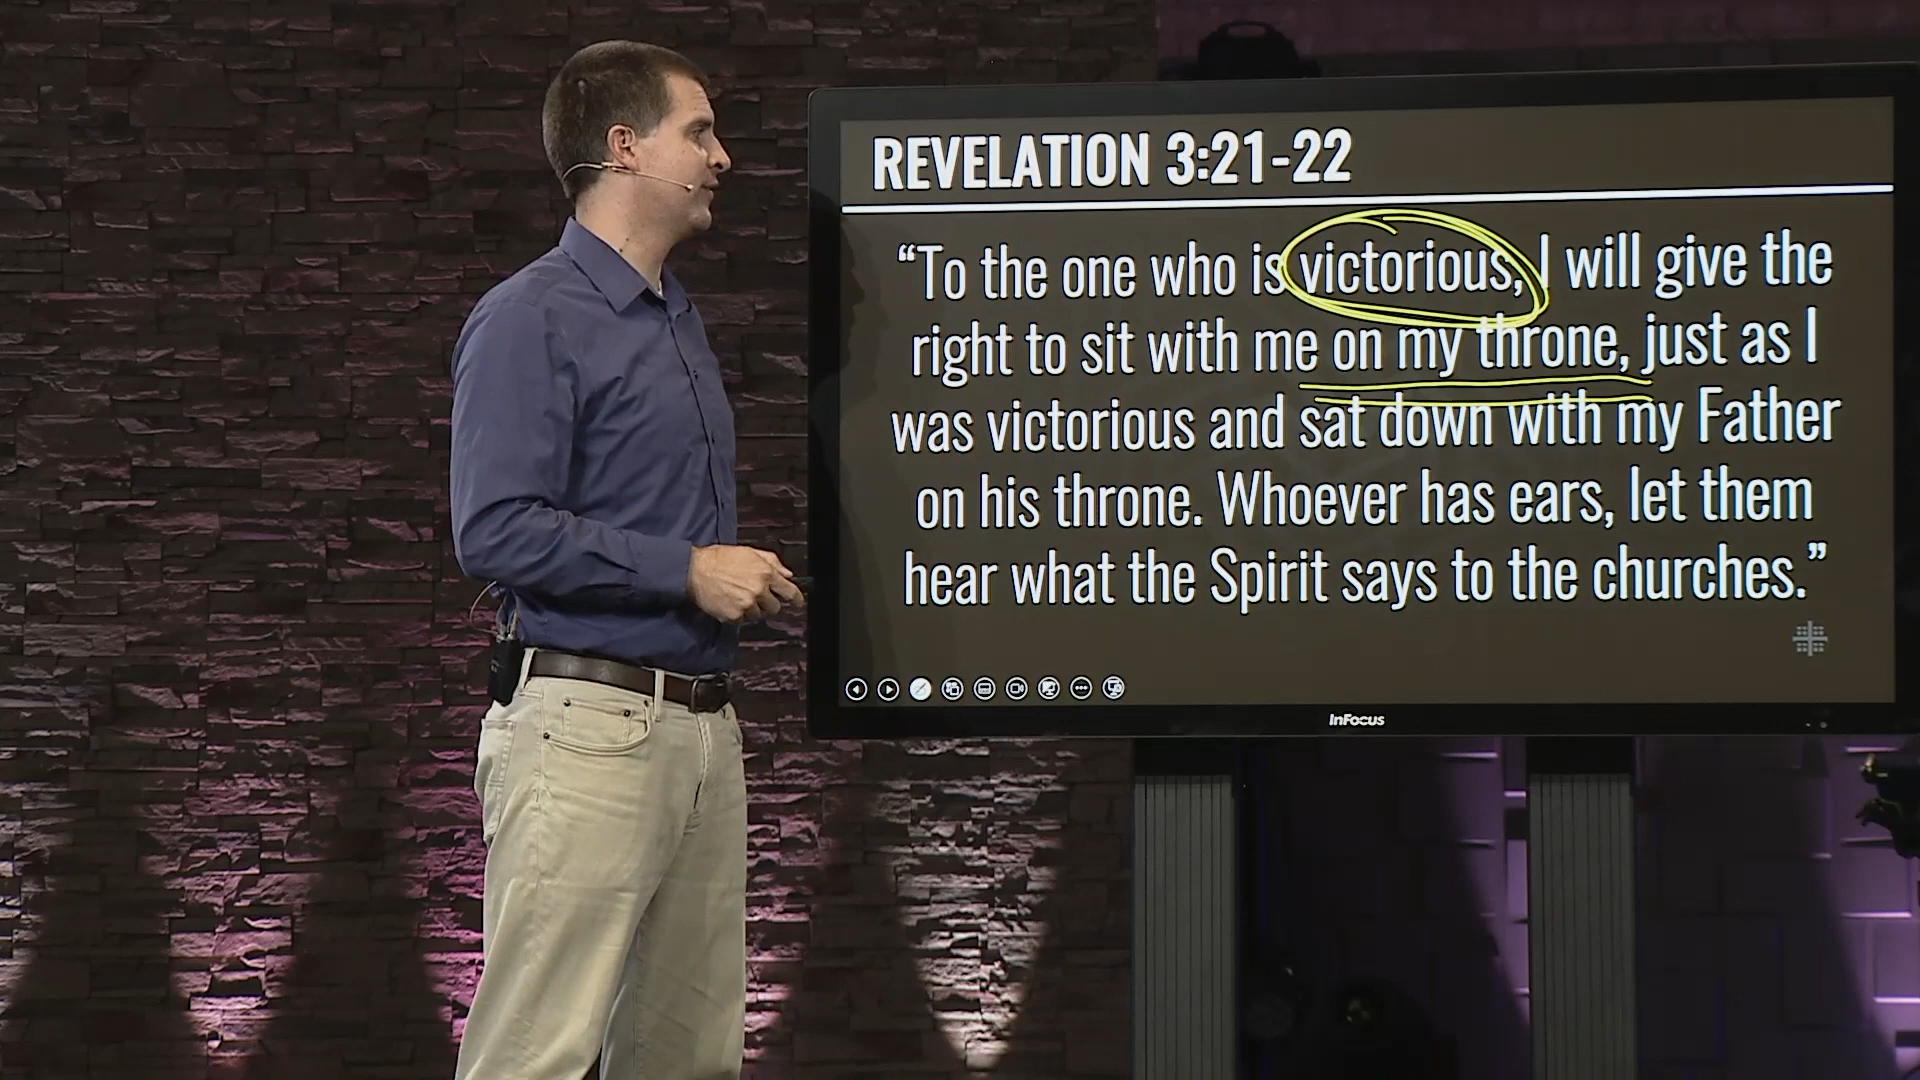 REVELATION 3:21-22
“To the one who is victorious, I will give the
right to sit with me on my throne, just as I
was victorious and sat down with my Father
on his throne. Whoever has ears, let them
hear what the Spirit says to the churches.”
InFocus